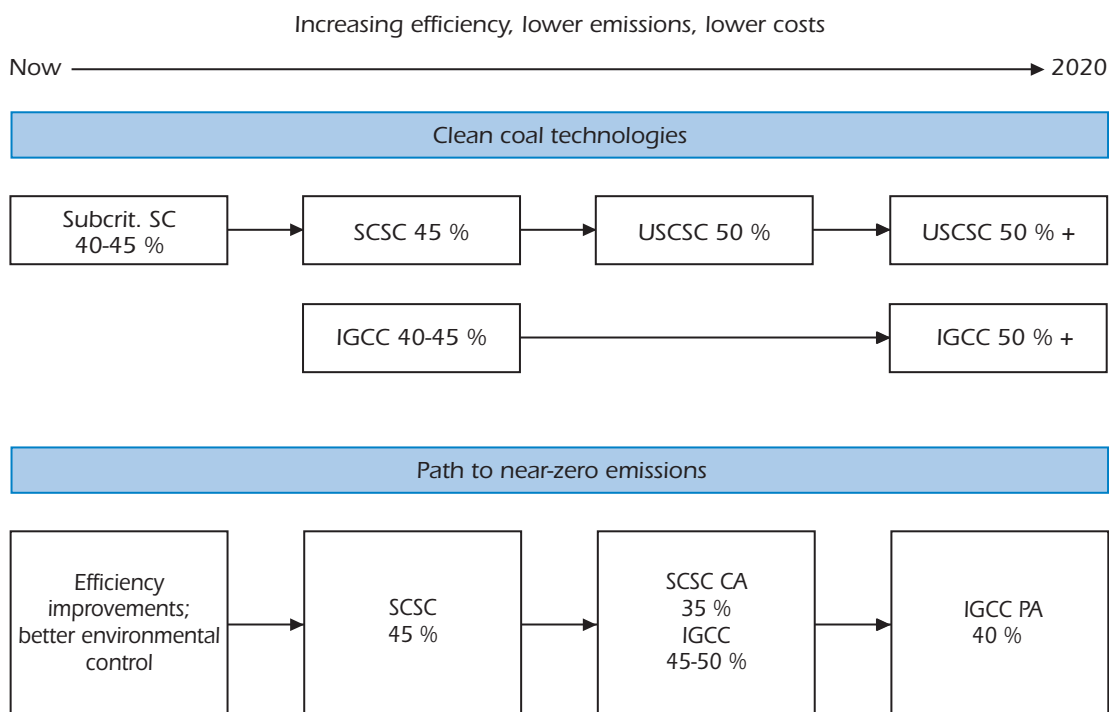 Increasing efficiency, lower emissions, lower costs
Now
2020
Clean coal technologies
Subcrit. SC
40-45 %
SCSC 45 %
USCSC 50 %
USCSC 50 % +
IGCC 40-45 %
IGCC 50 % +
Path to near-zero emissions
Efficiency
improvements;
better environmental
control
SCSC
45 %
SCSC CA
35 %
IGCC
45-50 %
IGCC PA
40 %